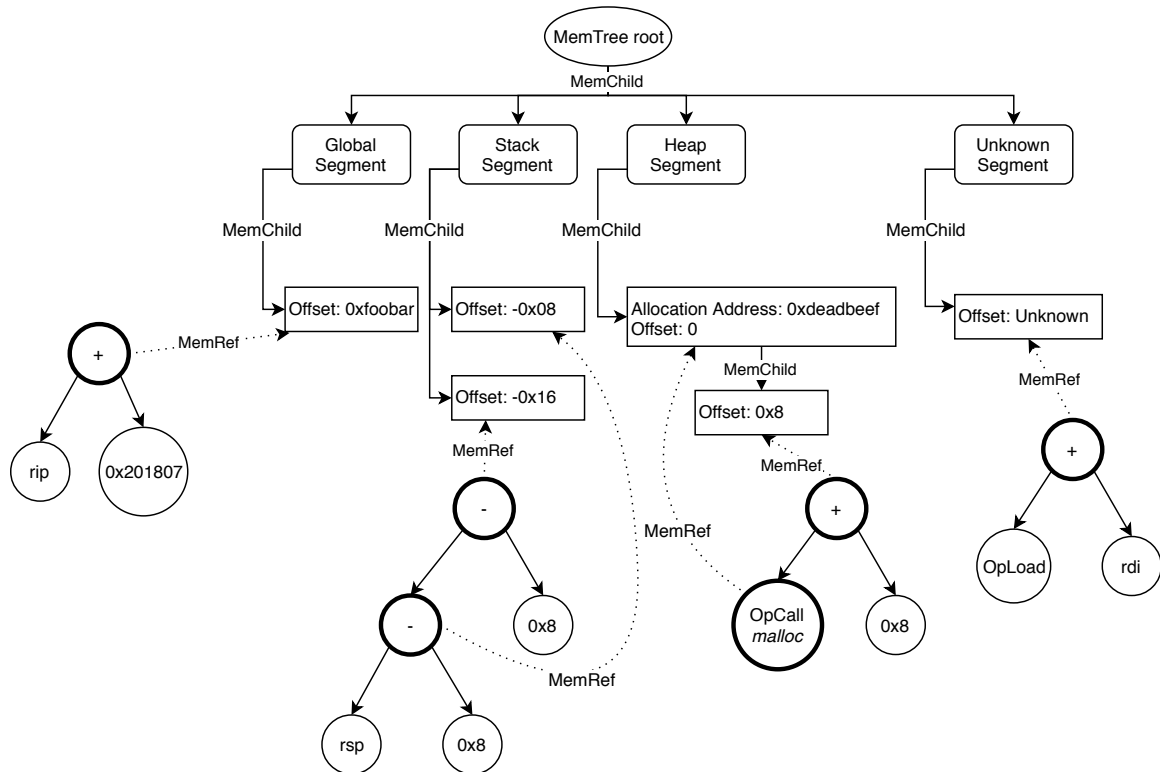 MemTree root
MemChild
Global
Segment
Stack
Segment
Heap
Segment
Unknown
Segment
MemChild
MemChild
MemChild
MemChild
Offset: 0xfoobar
Offset: -0x08
Allocation Address: 0xdeadbeef
Offset: 0
Offset: Unknown
+
MemRef
MemChild
MemRef
Offset: -0x16
Offset: 0x8
MemRef
MemRef
+
rip
0x201807
-
+
MemRef
OpLoad
rdi
-
0x8
OpCall
malloc
0x8
MemRef
rsp
0x8